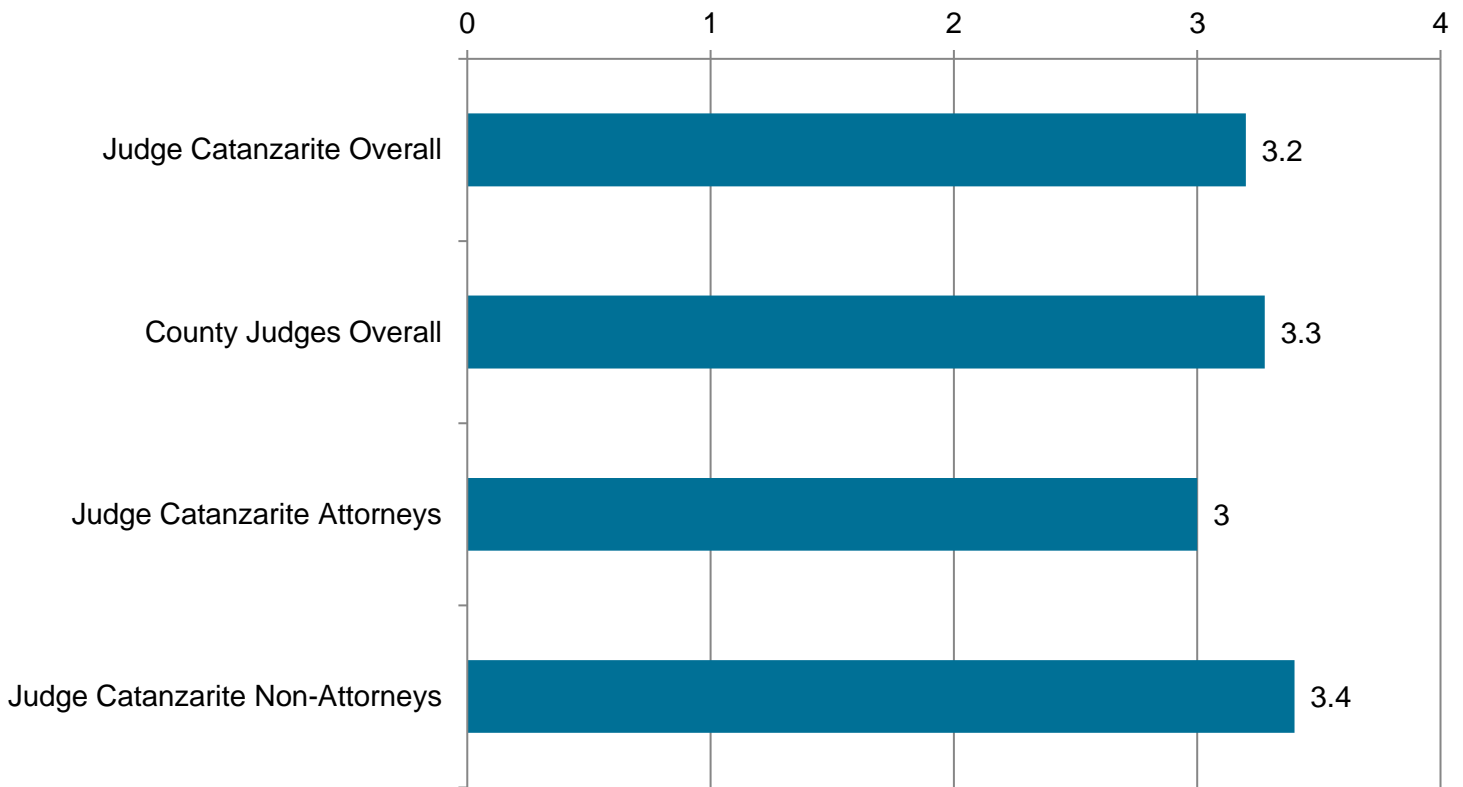 0 1 2 3 4
Judge Catanzarite Overall 3.2
County Judges Overall 3.3
Judge Catanzarite Attorneys 3
Judge Catanzarite Non-Attorneys 3.4